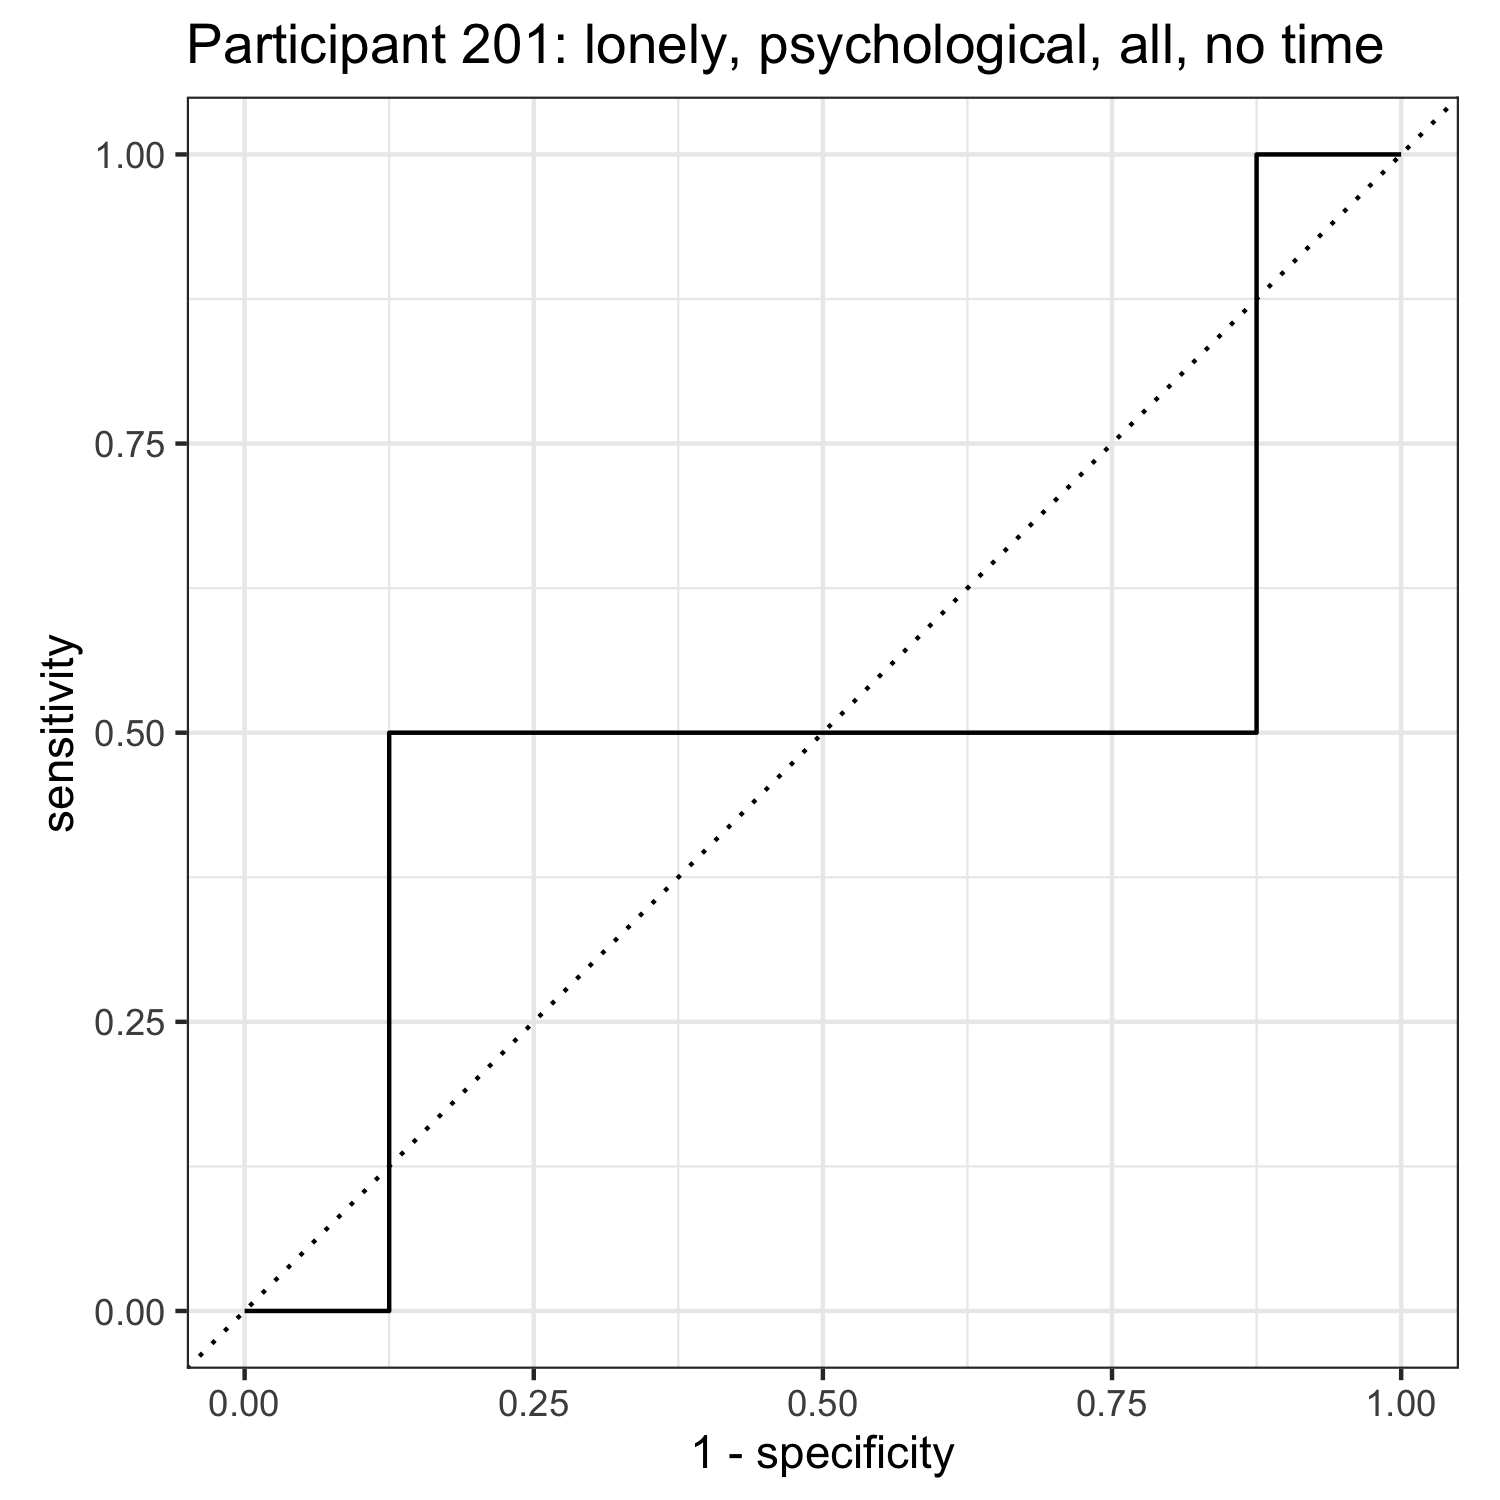 Participant 201: lonely, psychological, all, no time
1.00
0.75
0.50
0.25
0.00
sensitivity
0.00 0.25 0.50 0.75 1.00
1 - specificity